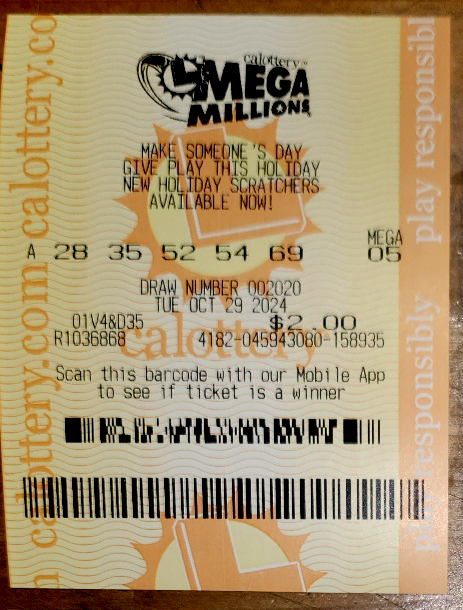 calottery
MEGA
MILLIONS
MAKE SOMEONE'S DAY
GIVE PLAY THIS HOLIDAY
NEW HOLIDAY SCRATCHERS
AVAILABLE NOW!
MEGA
A 28 35 52 54 69 05
DRAW NUMBER 002020
TUE OCT 29 2024
01V4&D35 $2.00
R1036868 4182-045943080-158935
calottery
Scan this barcode with our Mobile App
to see if ticket is a winner
calottery.com calottery.co
play responsibly play responsibl